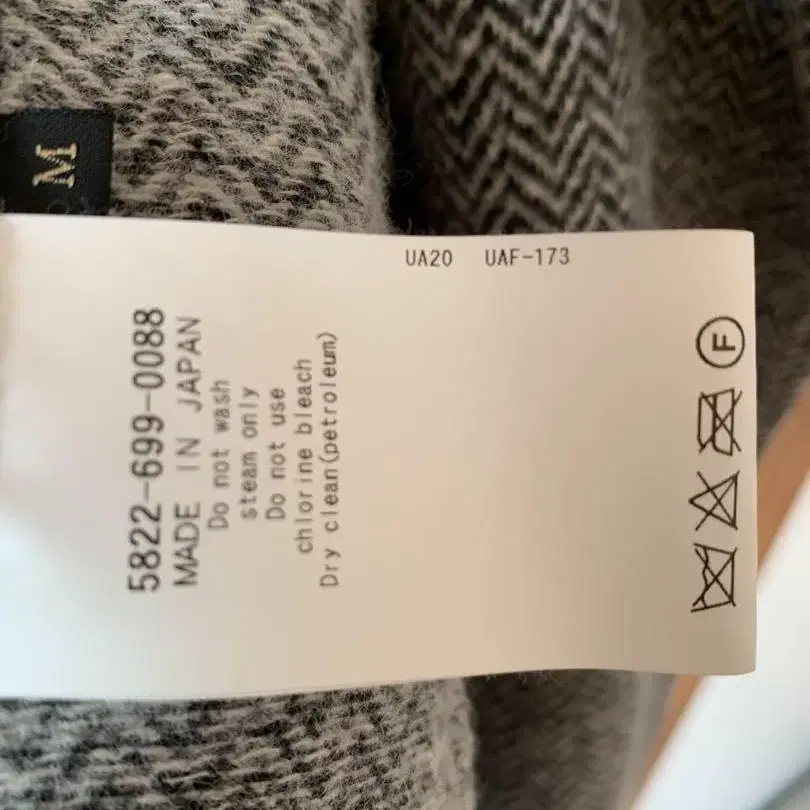 M
UA20 UAF-173
5822-699-0088
MADE IN JAPAN
Do not wash
steam only
Do not use
chlorine bleach
Dry clean(petroleum)
F